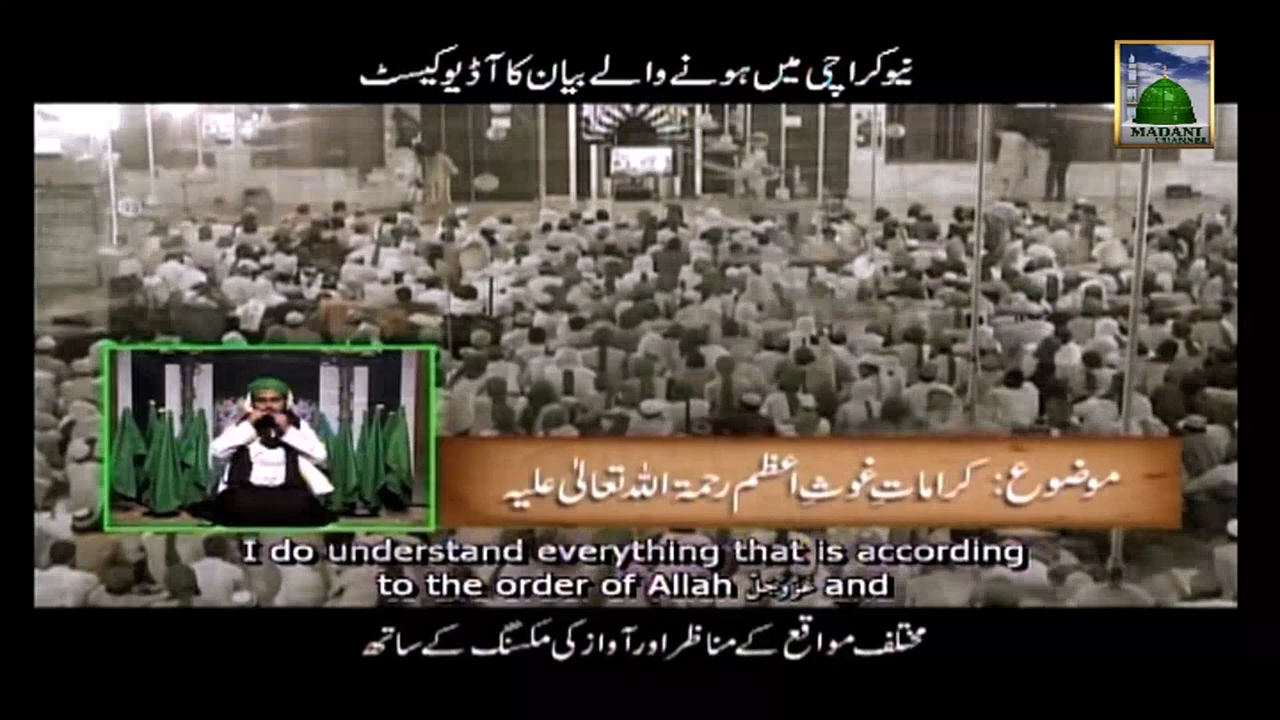 نیو کراچی میں ہونے والے بیان کا آڈیو کیسٹ
MADANI
CHANNEL
موضوع: کراماتِ غوثِ اعظم رحمۃ اللہ تعالیٰ علیہ
I do understand everything that is according
to the order of Allah عَزَّوَجَلَّ and
مختلف مواقع کے مناظر اور آواز کی مکسنگ کے ساتھ